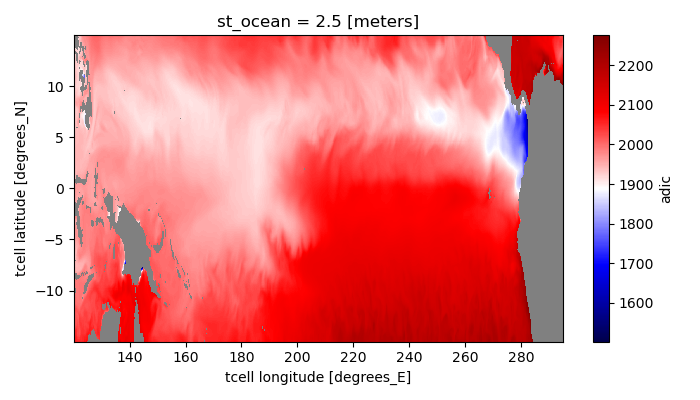 st_ocean = 2.5 [meters]
10
5
0
−5
−10
tcell latitude [degrees_N]
140 160 180 200 220 240 260 280
tcell longitude [degrees_E]
2200
2100
2000
1900
1800
1700
1600
adic